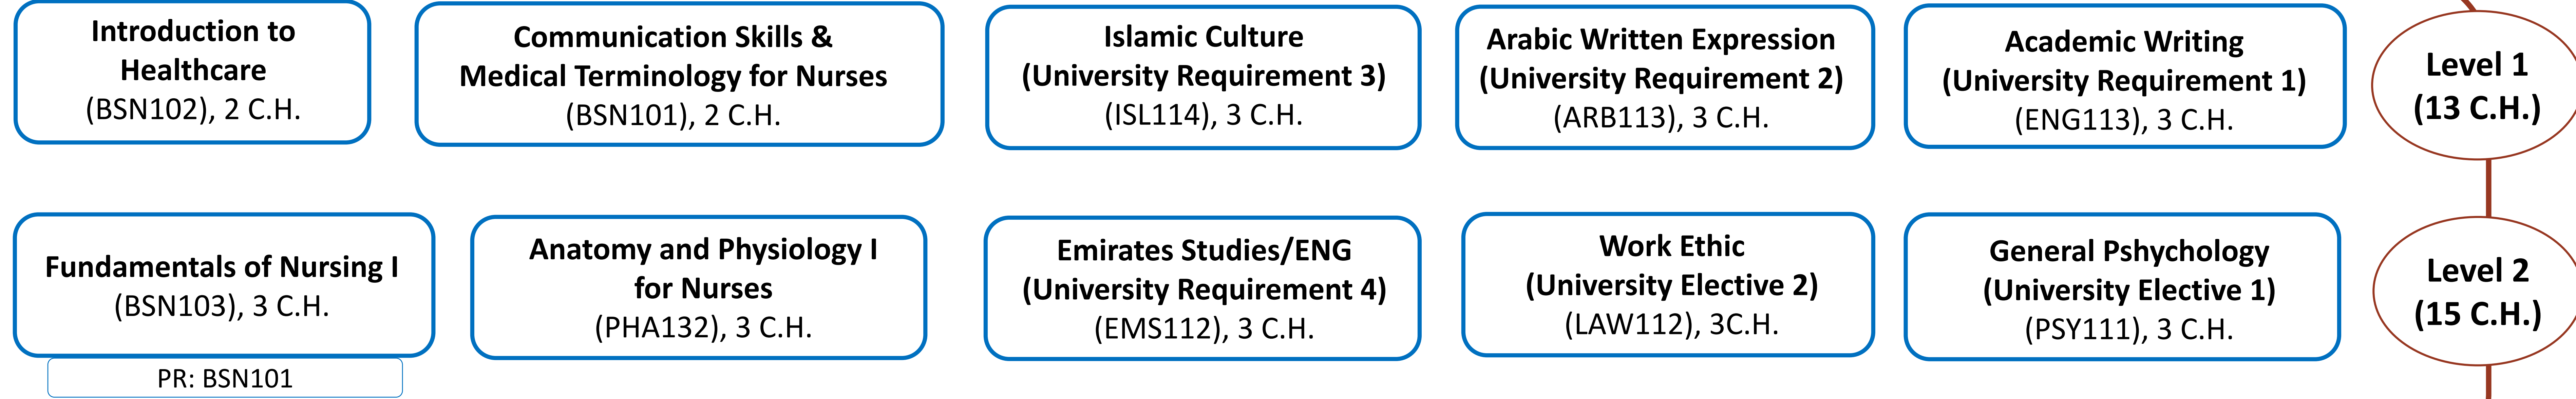 Introduction to
Healthcare
(BSN102), 2 C.H.
Communication Skills &
Medical Terminology for Nurses
(BSN101), 2 C.H.
Islamic Culture
(University Requirement 3)
(ISL114), 3 C.H.
Arabic Written Expression
(University Requirement 2)
(ARB113), 3 C.H.
Academic Writing
(University Requirement 1)
(ENG113), 3 C.H.
Level 1
(13 C.H.)
Fundamentals of Nursing I
(BSN103), 3 C.H.
PR: BSN101
Anatomy and Physiology I
for Nurses
(PHA132), 3 C.H.
Emirates Studies/ENG
(University Requirement 4)
(EMS112), 3 C.H.
Work Ethic
(University Elective 2)
(LAW112), 3C.H.
General Pshychology
(University Elective 1)
(PSY111), 3 C.H.
Level 2
(15 C.H.)